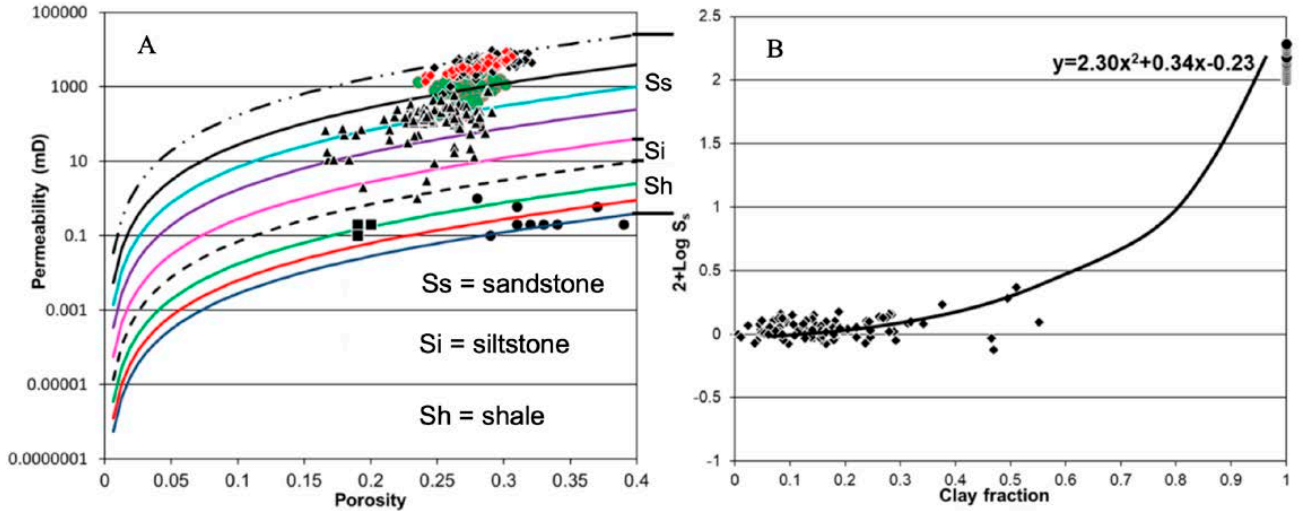 A
100000
1000
10
0.1
0.001
0.00001
0.0000001
Permeability (mD)
0 0.05 0.1 0.15 0.2 0.25 0.3 0.35 0.4
Porosity
Ss
Si
Sh
Ss = sandstone
Si = siltstone
Sh = shale
B
2.5
2
1.5
1
0.5
0
-0.5
-1
2+Log Ss
y=2.30x²+0.34x-0.23
0 0.1 0.2 0.3 0.4 0.5 0.6 0.7 0.8 0.9 1
Clay fraction